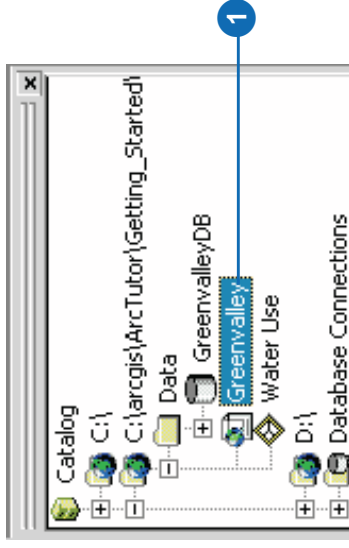 1
Catalog
C:\
C:\arcgis\ArcTutor\Getting_Started\
Data
GreenvalleyDB
Greenvalley
Water Use
D:\
Database Connections